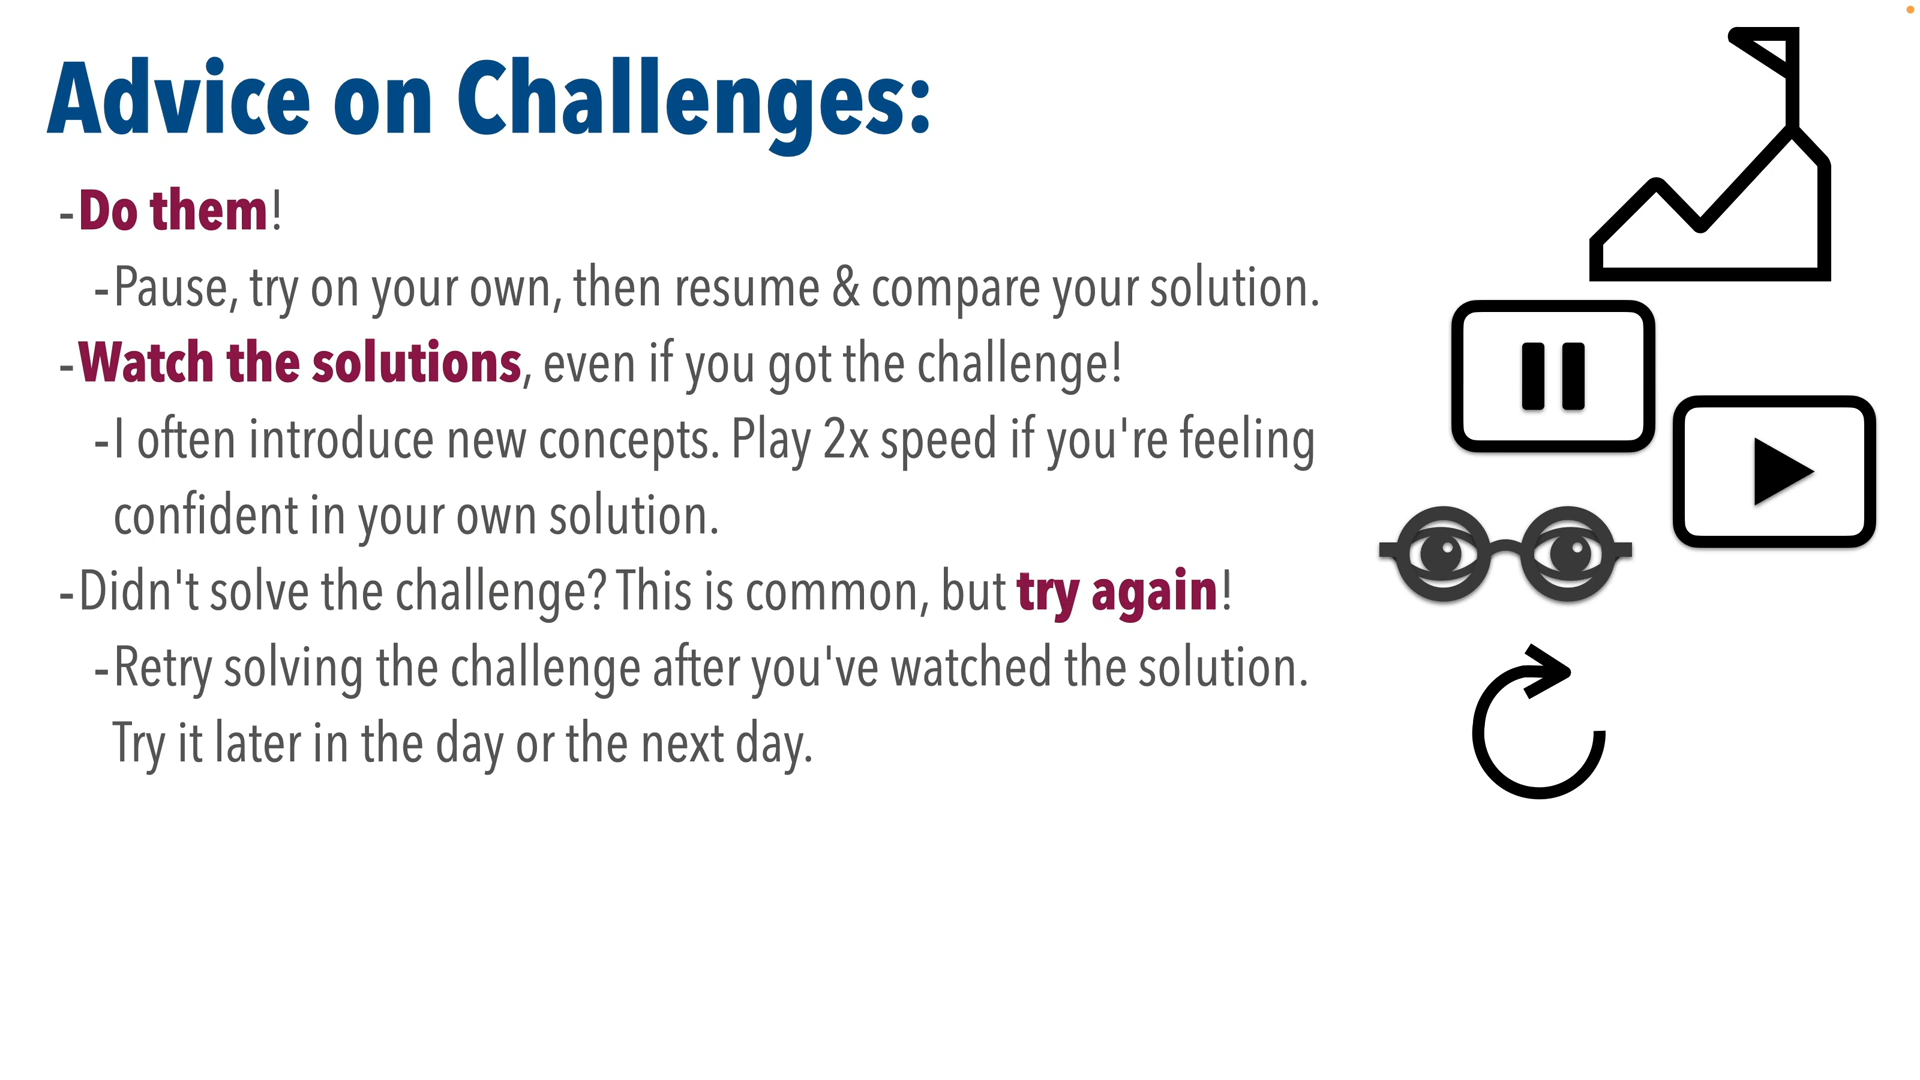 Advice on Challenges:
-Do them!
-Pause, try on your own, then resume & compare your solution.
-Watch the solutions, even if you got the challenge!
-I often introduce new concepts. Play 2x speed if you're feeling
confident in your own solution.
-Didn't solve the challenge? This is common, but try again!
-Retry solving the challenge after you've watched the solution.
Try it later in the day or the next day.